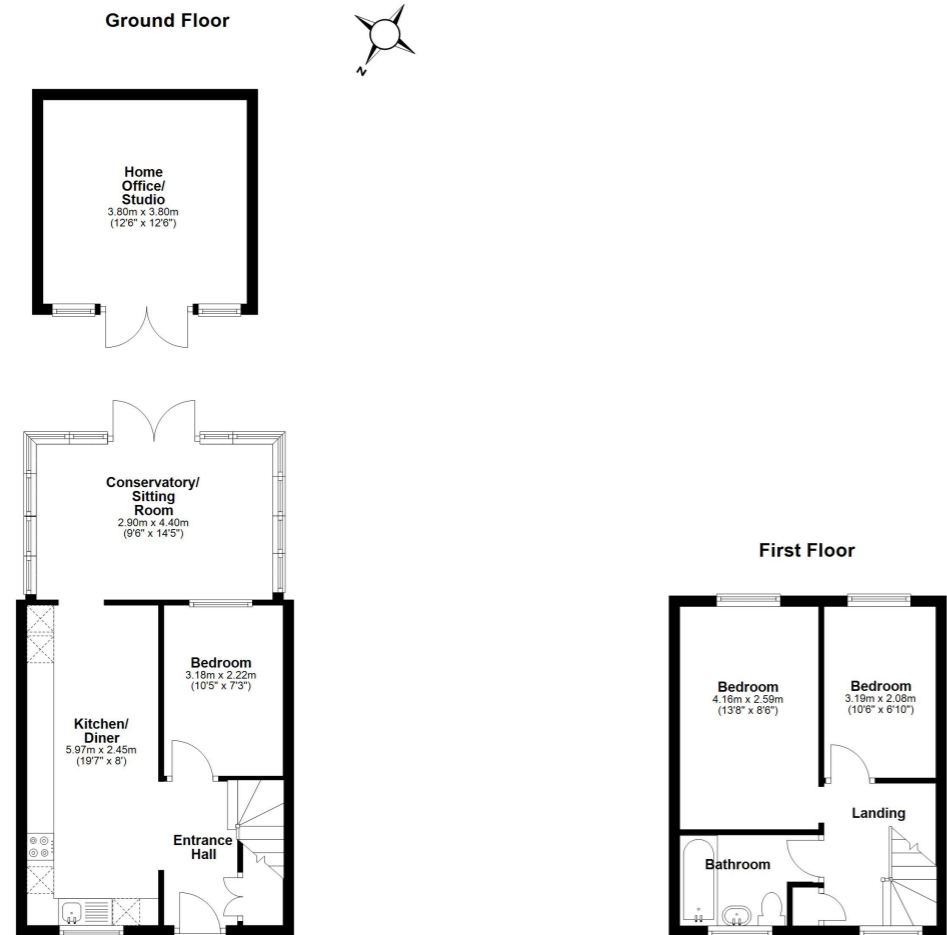 Ground Floor
N
Home
Office/
Studio
3.80m x 3.80m
(12'6" x 12'6")
Conservatory/
Sitting
Room
2.90m x 4.40m
(9'6" x 14'5")
Bedroom
3.18m x 2.22m
(10'5" x 7'3")
Kitchen/
Diner
5.97m x 2.45m
(19'7" x 8')
Entrance
Hall
First Floor
Bedroom
4.16m x 2.59m
(13'8" x 8'6")
Bedroom
3.19m x 2.08m
(10'6" x 6'10")
Landing
Bathroom